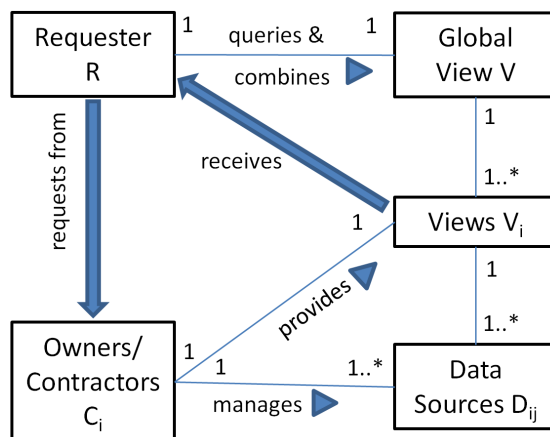 Requester
R
1
queries &
combines
1
Global
View V
1
1..*
requests from
receives
Views Vᵢ
1
1
1..*
provides
Owners/
Contractors
Cᵢ
1
1
manages
1..*
Data
Sources Dᵢⱼ